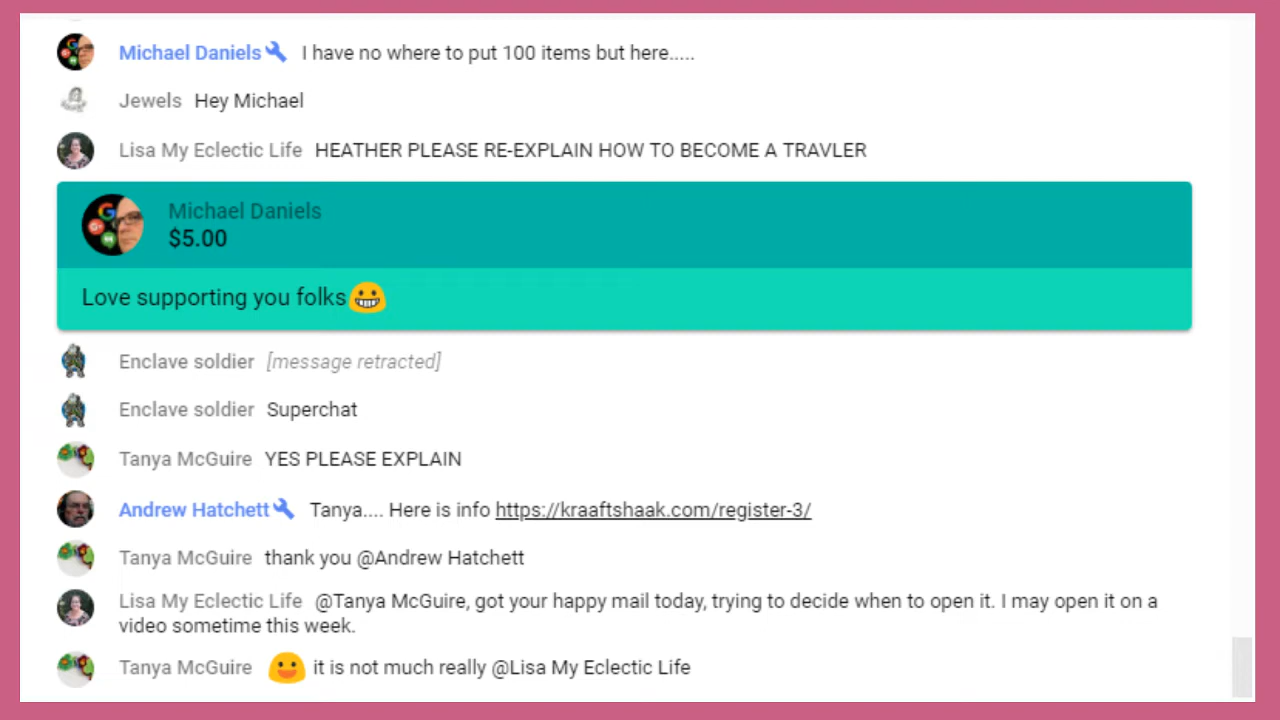 Michael Daniels I have no where to put 100 items but here.....
Jewels Hey Michael
Lisa My Eclectic Life HEATHER PLEASE RE-EXPLAIN HOW TO BECOME A TRAVLER
Michael Daniels
$5.00
Love supporting you folks😀
Enclave soldier [message retracted]
Enclave soldier Superchat
Tanya McGuire YES PLEASE EXPLAIN
Andrew Hatchett Tanya.... Here is info https://kraaftshaak.com/register-3/
Tanya McGuire thank you @Andrew Hatchett
Lisa My Eclectic Life @Tanya McGuire, got your happy mail today, trying to decide when to open it. I may open it on a
video sometime this week.
Tanya McGuire 😃 it is not much really @Lisa My Eclectic Life